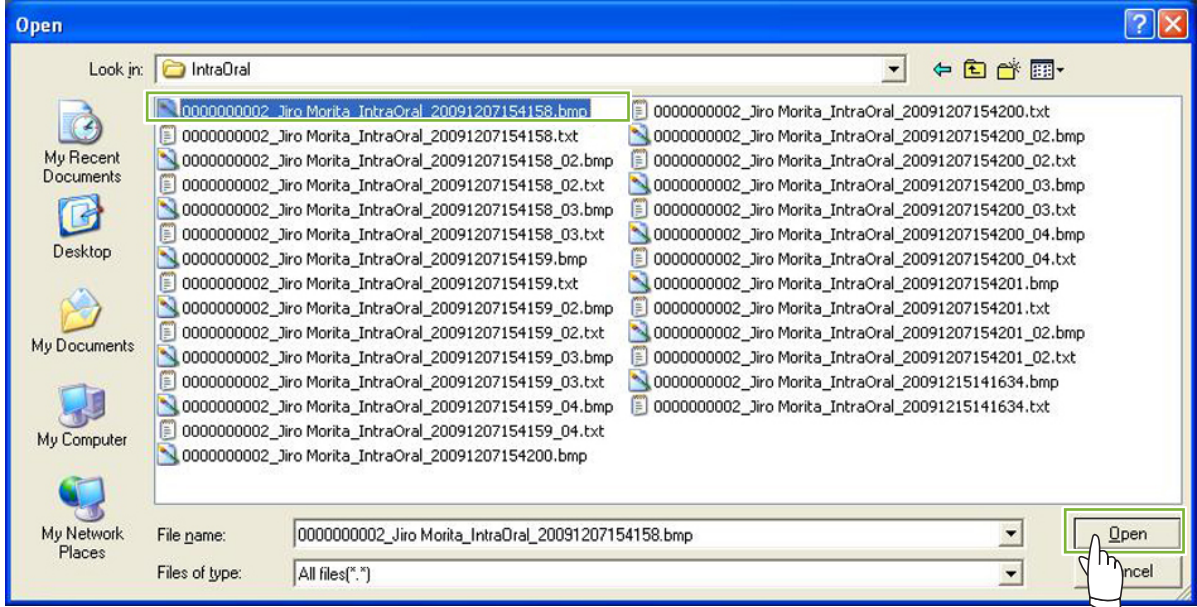 Open
Look in:
IntraOral
My Recent
Documents
Desktop
My Documents
My Computer
My Network
Places
0000000002_Jiro Morita_IntraOral_20091207154158.bmp
0000000002_Jiro Morita_IntraOral_20091207154158.txt
0000000002_Jiro Morita_IntraOral_20091207154158_02.bmp
0000000002_Jiro Morita_IntraOral_20091207154158_02.txt
0000000002_Jiro Morita_IntraOral_20091207154158_03.bmp
0000000002_Jiro Morita_IntraOral_20091207154158_03.txt
0000000002_Jiro Morita_IntraOral_20091207154159.bmp
0000000002_Jiro Morita_IntraOral_20091207154159.txt
0000000002_Jiro Morita_IntraOral_20091207154159_02.bmp
0000000002_Jiro Morita_IntraOral_20091207154159_02.txt
0000000002_Jiro Morita_IntraOral_20091207154159_03.bmp
0000000002_Jiro Morita_IntraOral_20091207154159_03.txt
0000000002_Jiro Morita_IntraOral_20091207154159_04.bmp
0000000002_Jiro Morita_IntraOral_20091207154159_04.txt
0000000002_Jiro Morita_IntraOral_20091207154200.bmp
0000000002_Jiro Morita_IntraOral_20091207154200.txt
0000000002_Jiro Morita_IntraOral_20091207154200_02.bmp
0000000002_Jiro Morita_IntraOral_20091207154200_02.txt
0000000002_Jiro Morita_IntraOral_20091207154200_03.bmp
0000000002_Jiro Morita_IntraOral_20091207154200_03.txt
0000000002_Jiro Morita_IntraOral_20091207154200_04.bmp
0000000002_Jiro Morita_IntraOral_20091207154200_04.txt
0000000002_Jiro Morita_IntraOral_20091207154201.bmp
0000000002_Jiro Morita_IntraOral_20091207154201.txt
0000000002_Jiro Morita_IntraOral_20091207154201_02.bmp
0000000002_Jiro Morita_IntraOral_20091207154201_02.txt
0000000002_Jiro Morita_IntraOral_20091215141634.bmp
0000000002_Jiro Morita_IntraOral_20091215141634.txt
File name:
0000000002_Jiro Morita_IntraOral_20091207154158.bmp
Open
Files of type:
All files(*.*)
ncel